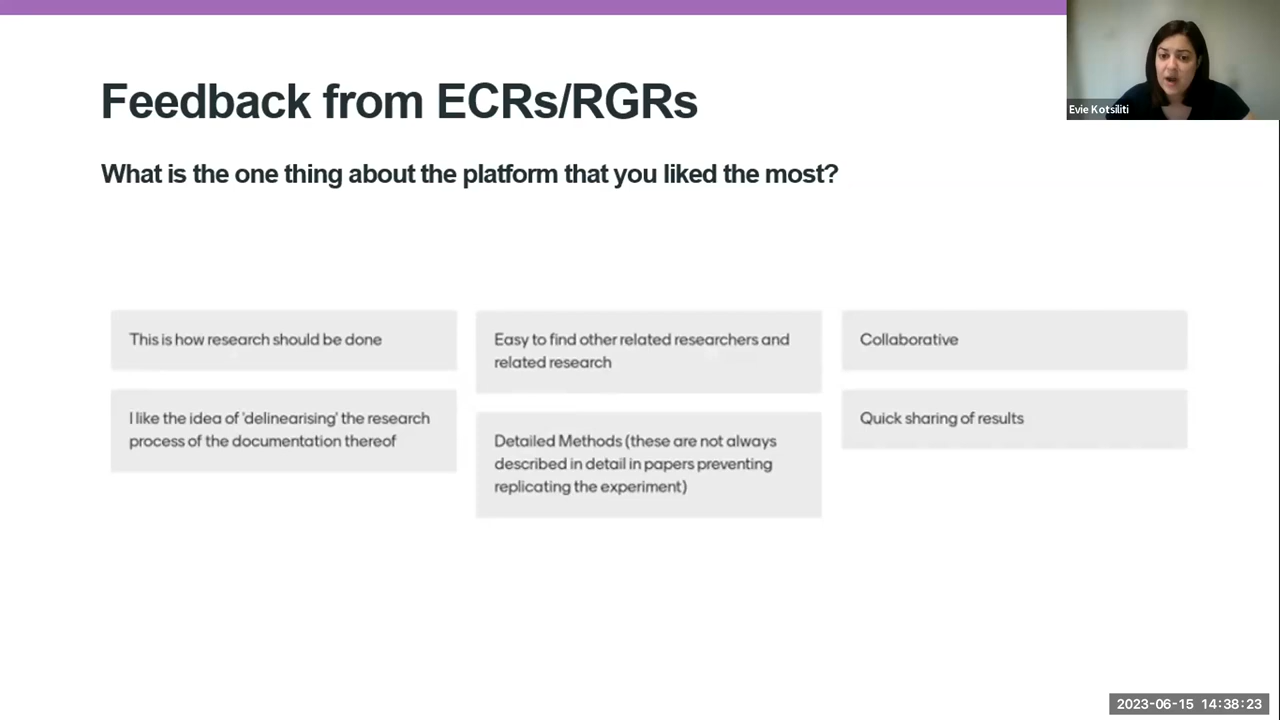 Feedback from ECRs/RGRs
Evie Kotsiliti
What is the one thing about the platform that you liked the most?
This is how research should be done
I like the idea of 'delinearising' the research
process of the documentation thereof
Easy to find other related researchers and
related research
Detailed Methods (these are not always
described in detail in papers preventing
replicating the experiment)
Collaborative
Quick sharing of results
2023-06-15 14:38:23